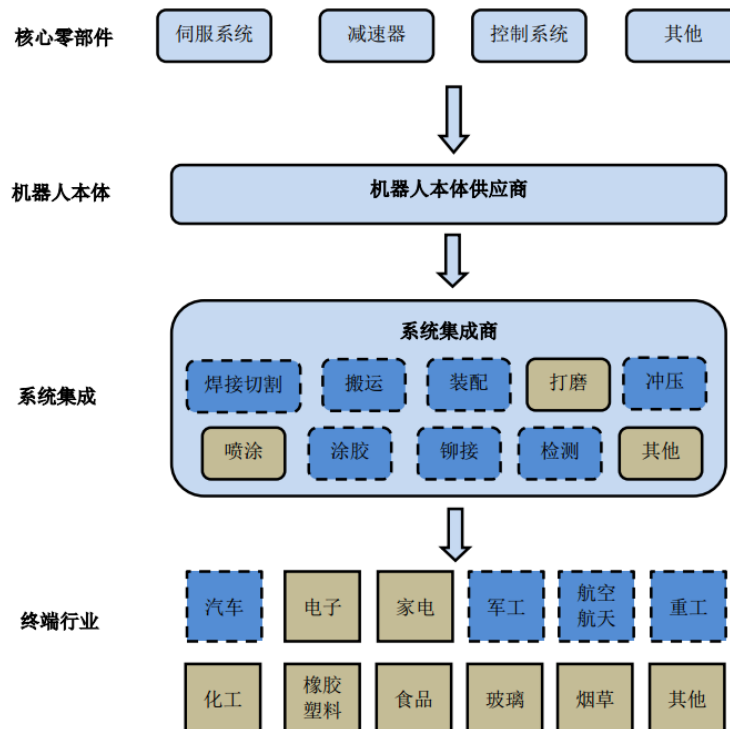 核心零部件
伺服系统
减速器
控制系统
其他
机器人本体
机器人本体供应商
系统集成
系统集成商
焊接切割
搬运
装配
打磨
冲压
喷涂
涂胶
铆接
检测
其他
终端行业
汽车
电子
家电
军工
航空
航天
重工
化工
橡胶
塑料
食品
玻璃
烟草
其他